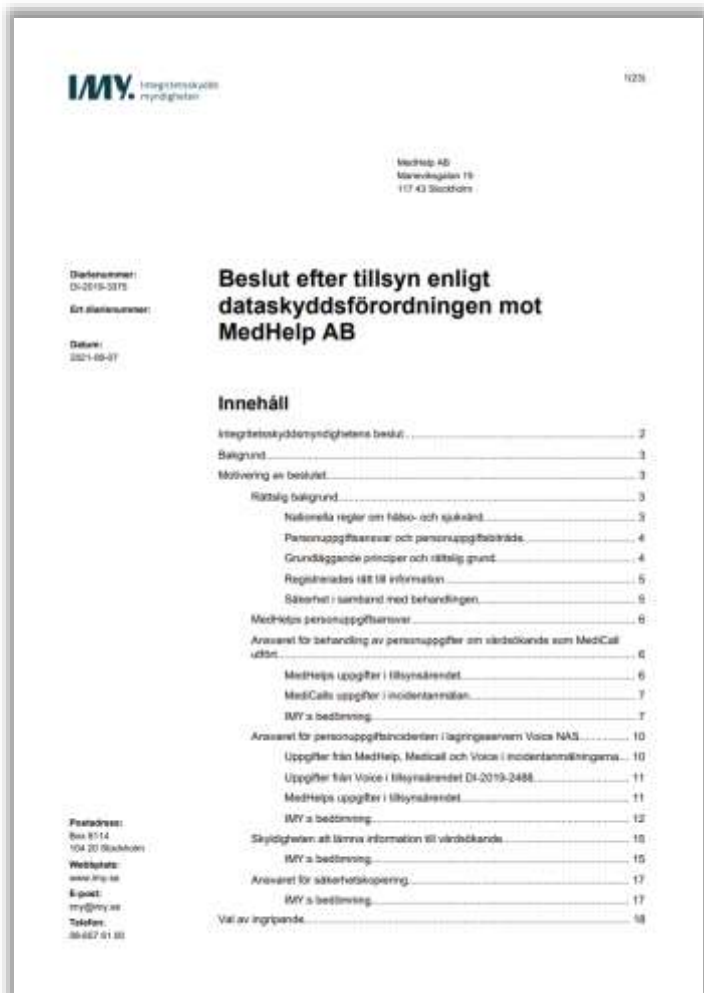 IMY. Integritetsskydds
myndigheten
1(23)
MedHelp AB
117 43 Stockholm
Diarienummer:
DI-2019-3375
Ert diarienummer:
Datum:
Beslut efter tillsyn enligt
dataskyddsförordningen mot
MedHelp AB
Innehåll
Integritetsskyddsmyndighetens beslut 2
Bakgrund 3
Motivering av beslutet 3
Rättslig bakgrund 3
Nationella regler om hälso- och sjukvård 3
Personuppgiftsansvar och personuppgiftsbiträde 4
Grundläggande principer och rättslig grund 4
Registrerades rätt till information 5
Säkerhet i samband med behandlingen 5
MedHelps personuppgiftsansvar 6
Ansvaret för behandling av personuppgifter om vårdsökande som MediCall
utfört 6
MedHelps uppgifter i tillsynsärendet 6
MediCalls uppgifter i incidentanmälan 7
IMY:s bedömning 7
Ansvaret för personuppgiftsincidenten i lagringsservern Voice NAS 10
Uppgifter från MedHelp, Medicall och Voice i incidentanmälningarna 10
Uppgifter från Voice i tillsynsärendet DI-2019-2488 11
MedHelps uppgifter i tillsynsärendet 11
IMY:s bedömning 12
Skyldigheten att lämna information till vårdsökande 15
IMY:s bedömning 15
Ansvaret för säkerhetskopiering 17
IMY:s bedömning 17
Val av ingripande 18
Postadress:
Box 8114
104 20 Stockholm
Webbplats:
www.imy.se
E-post:
imy@imy.se
Telefon:
08-657 61 00